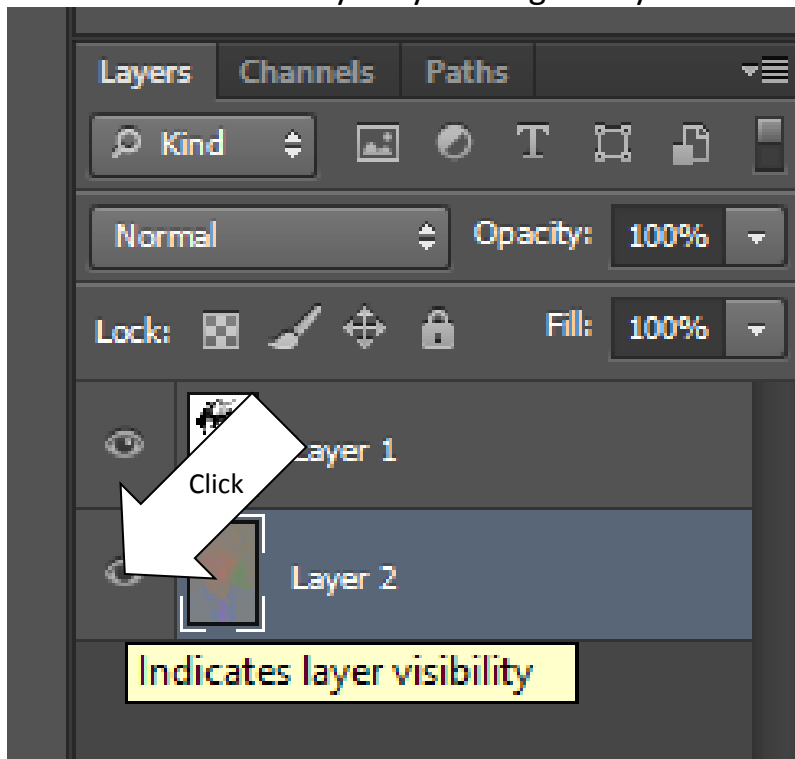 Layers Channels Paths
Kind T
Normal Opacity: 100%
Lock: Fill: 100%
Layer 1
Click
Layer 2
Indicates layer visibility